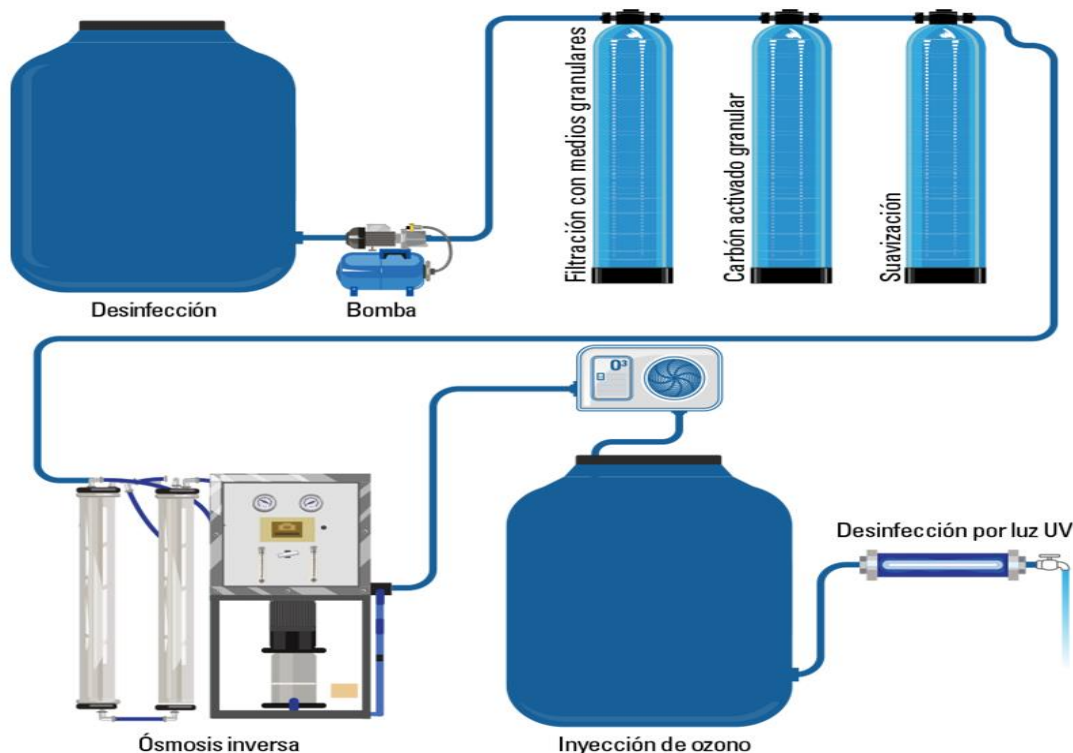 Desinfección
Bomba
Filtración con medios granulares
Carbón activado granular
Suavización
Ósmosis inversa
O³
Inyección de ozono
Desinfección por luz UV